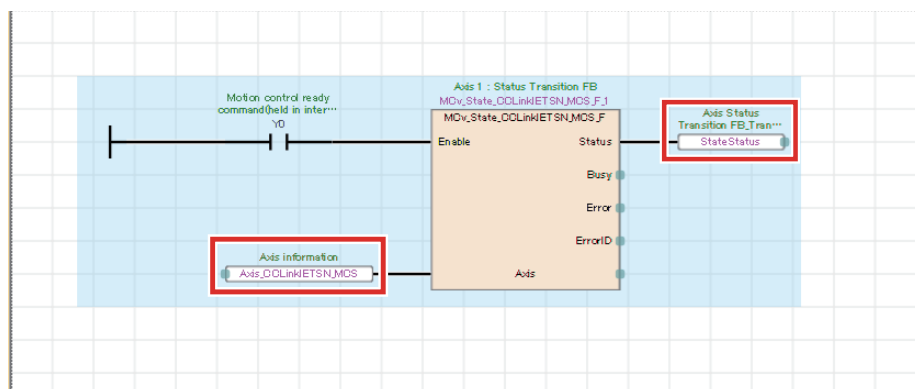 Axis 1 : Status Transition FB
MCv_State_CCLinkIETSN_MCS_F_1
Motion control ready
command(held in inter…
Y0
MCv_State_CCLinkIETSN_MCS_F
Axis Status
Transition FB_Tran…
Enable
Status
StateStatus
Busy
Error
ErrorID
Axis information
Axis_CCLinkIETSN_MCS
Axis